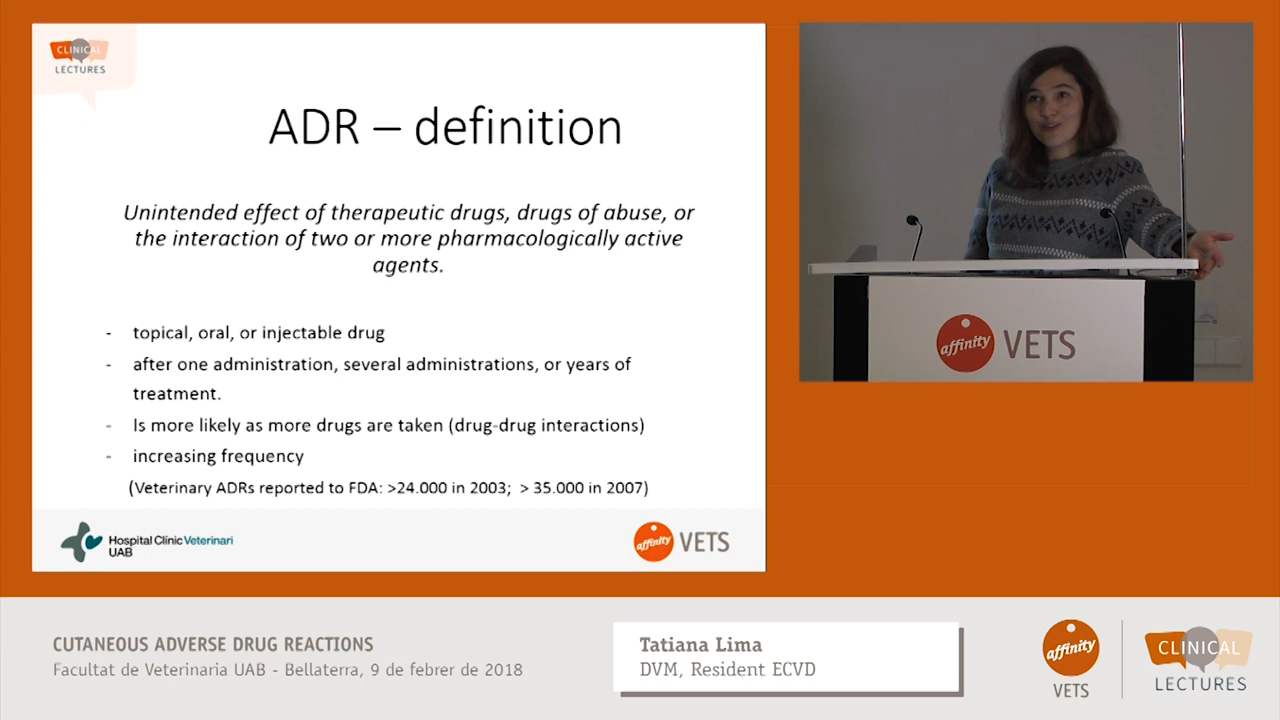 CLINICAL
LECTURES
ADR – definition
Unintended effect of therapeutic drugs, drugs of abuse, or
the interaction of two or more pharmacologically active
agents.
- topical, oral, or injectable drug
- after one administration, several administrations, or years of
treatment.
- Is more likely as more drugs are taken (drug-drug interactions)
- increasing frequency
(Veterinary ADRs reported to FDA: >24.000 in 2003; > 35.000 in 2007)
Hospital Clínic Veterinari
UAB
affinity VETS
affinity VETS
CUTANEOUS ADVERSE DRUG REACTIONS
Facultat de Veterinaria UAB - Bellaterra, 9 de febrer de 2018
Tatiana Lima
DVM, Resident ECVD
affinity
VETS
CLINICAL
LECTURES